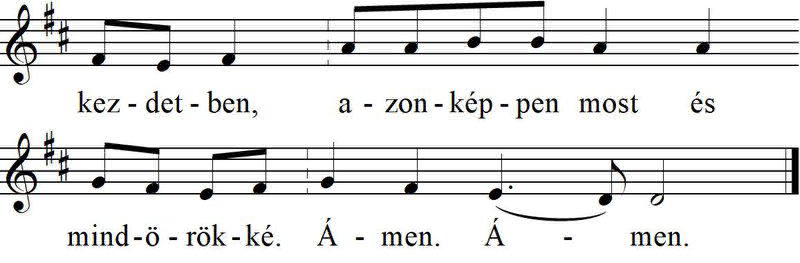 kez - det - ben, a - zon - kép - pen most és
mind - ö - rök - ké. Á - men. Á - men.